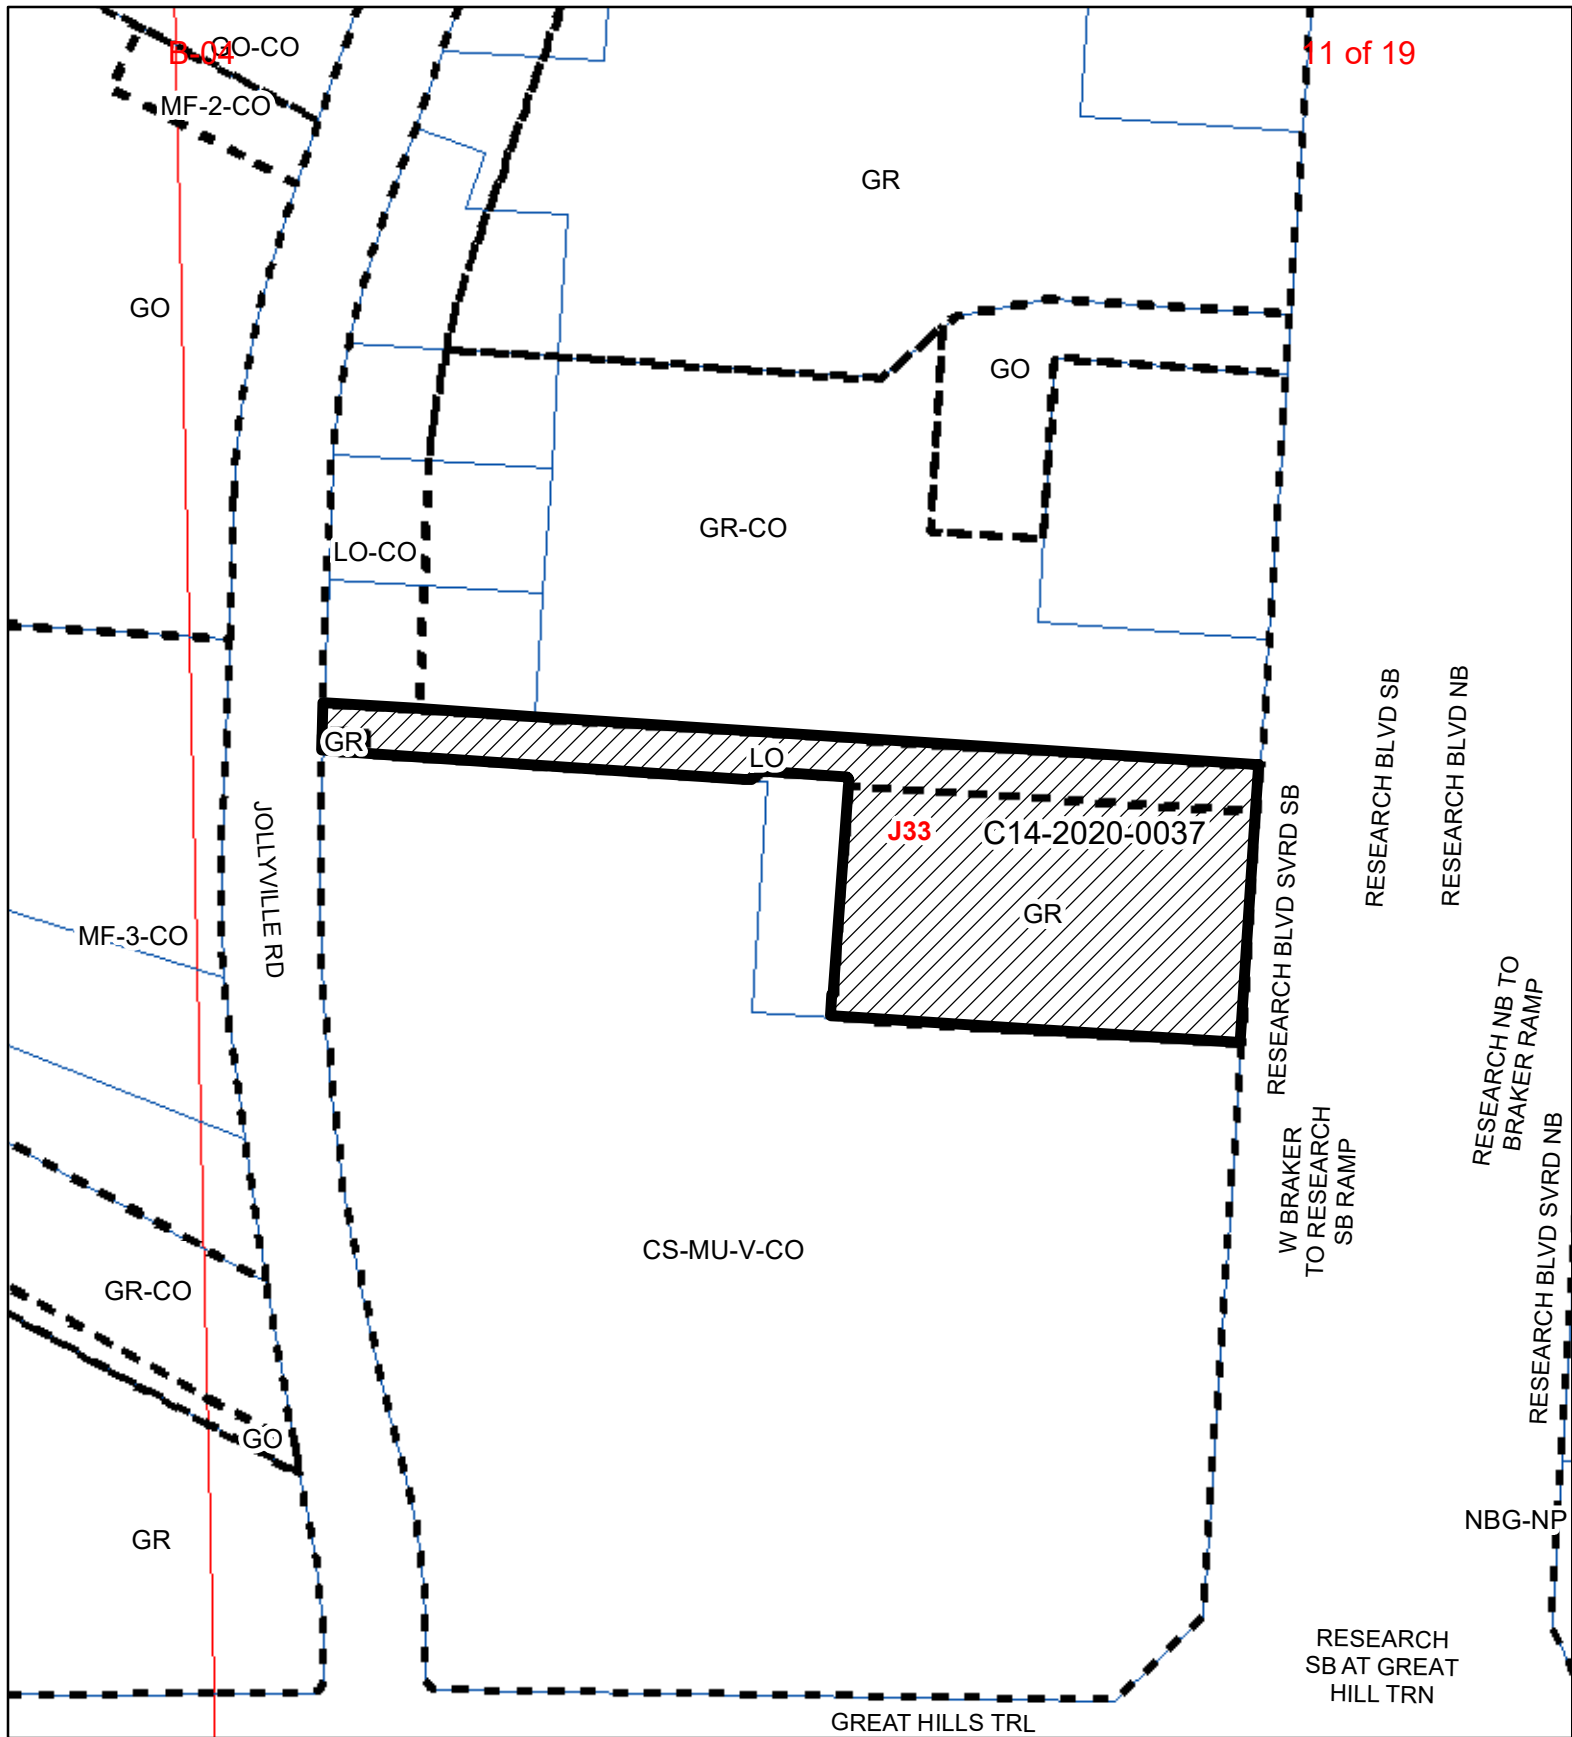 B-04
GO-CO
11 of 19
MF-2-CO
GR
GO
GO
GR-CO
LO-CO
GR
LO
J33
C14-2020-0037
GR
JOLLYVILLE RD
MF-3-CO
RESEARCH BLVD SVRD SB
RESEARCH BLVD SB
RESEARCH BLVD NB
RESEARCH NB TO
BRAKER RAMP
W BRAKER
TO RESEARCH
SB RAMP
RESEARCH BLVD SVRD NB
CS-MU-V-CO
GR-CO
GO
GR
NBG-NP
RESEARCH
SB AT GREAT
HILL TRN
GREAT HILLS TRL